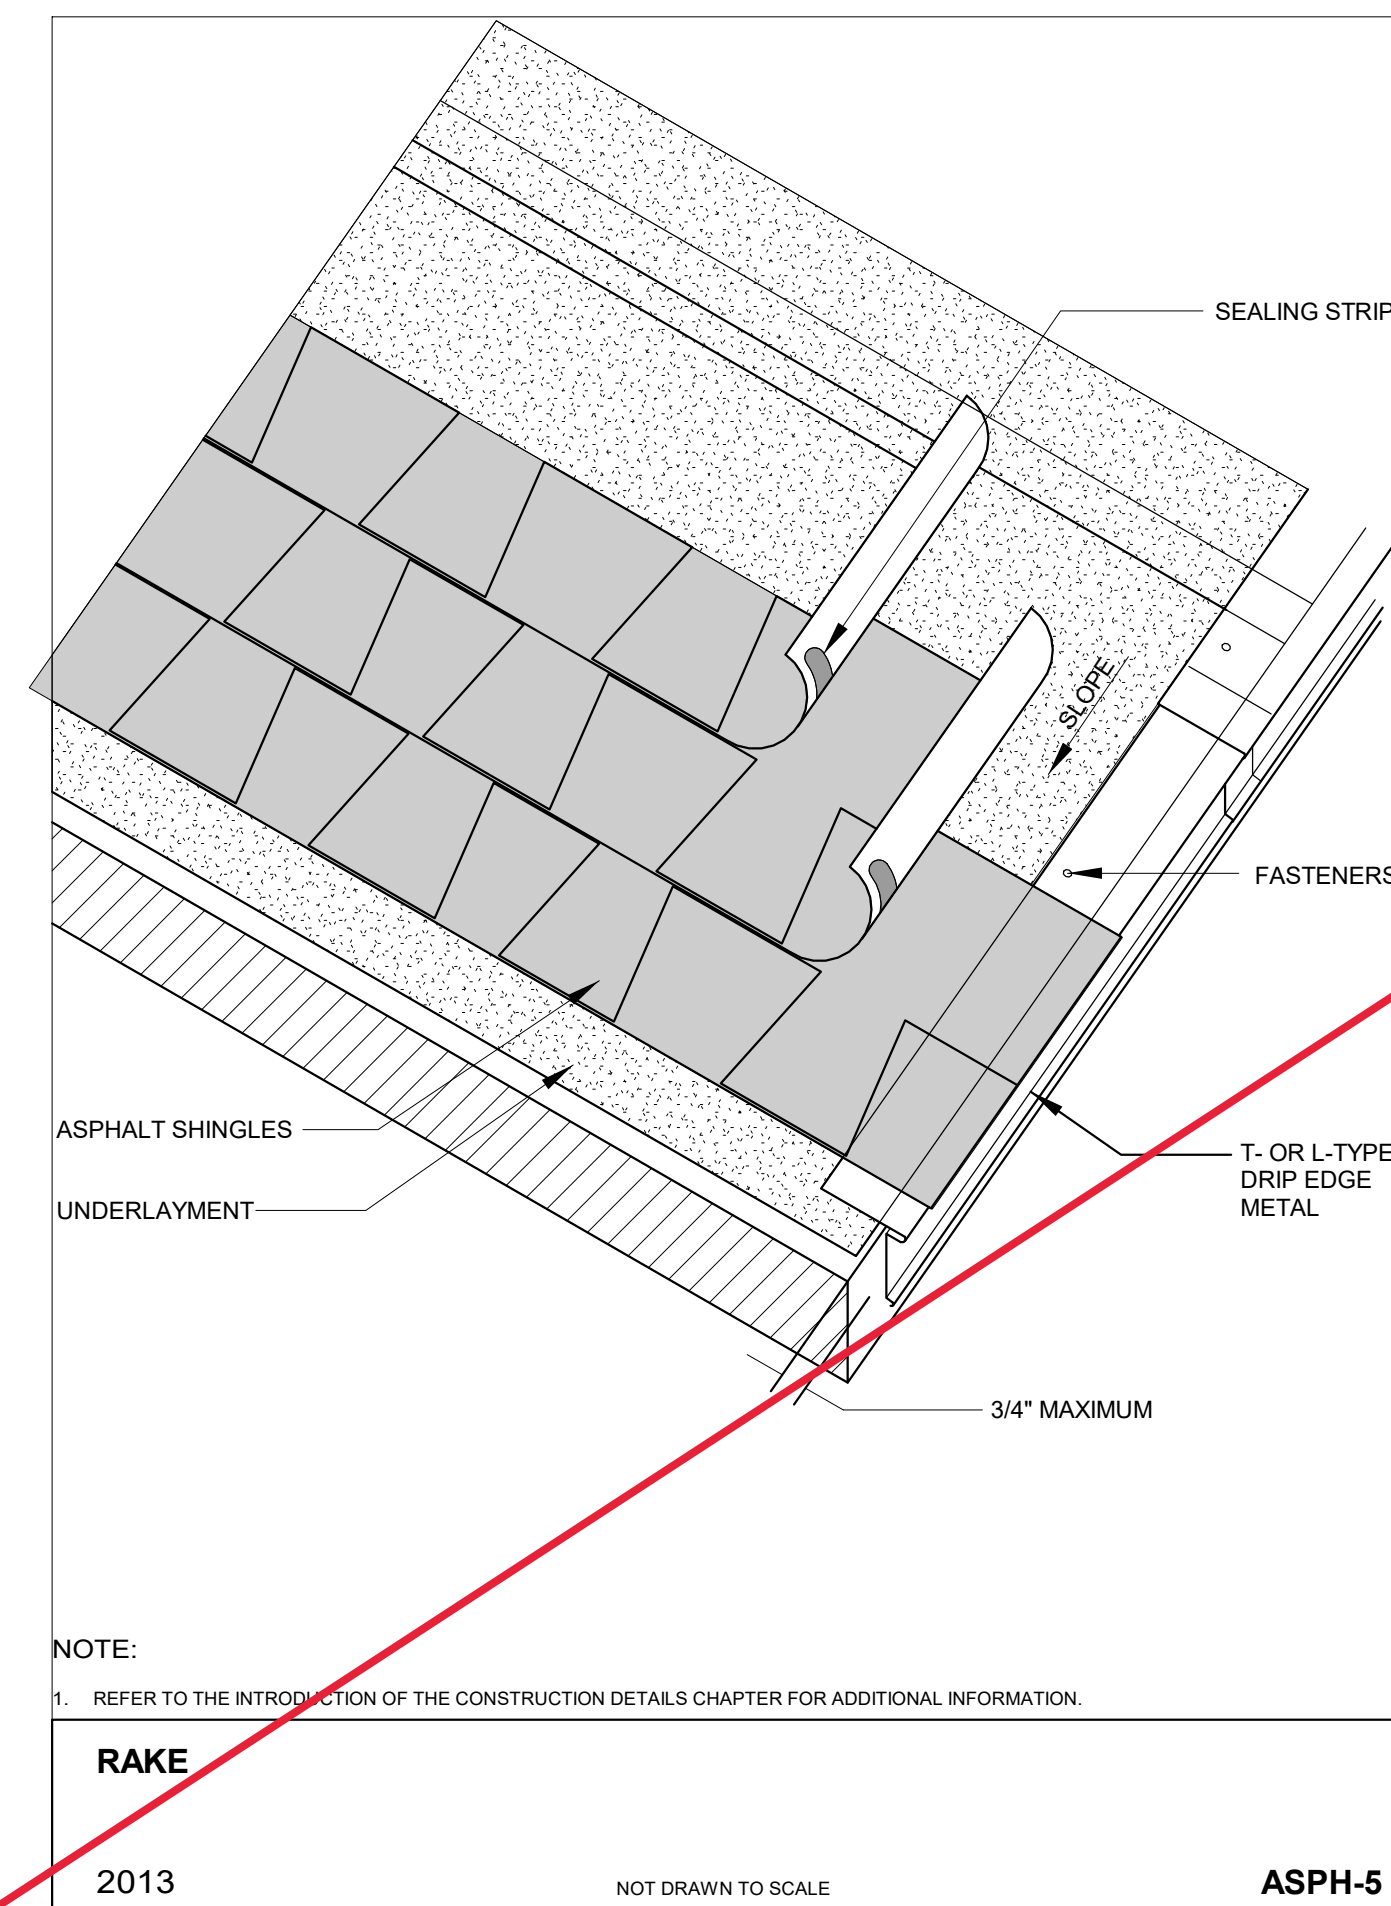 SEALING STRIP
SLOPE
FASTENERS
ASPHALT SHINGLES
T- OR L-TYPE
DRIP EDGE
METAL
UNDERLAYMENT
3/4" MAXIMUM
NOTE:
1. REFER TO THE INTRODUCTION OF THE CONSTRUCTION DETAILS CHAPTER FOR ADDITIONAL INFORMATION.
RAKE
2013
NOT DRAWN TO SCALE
ASPH-5